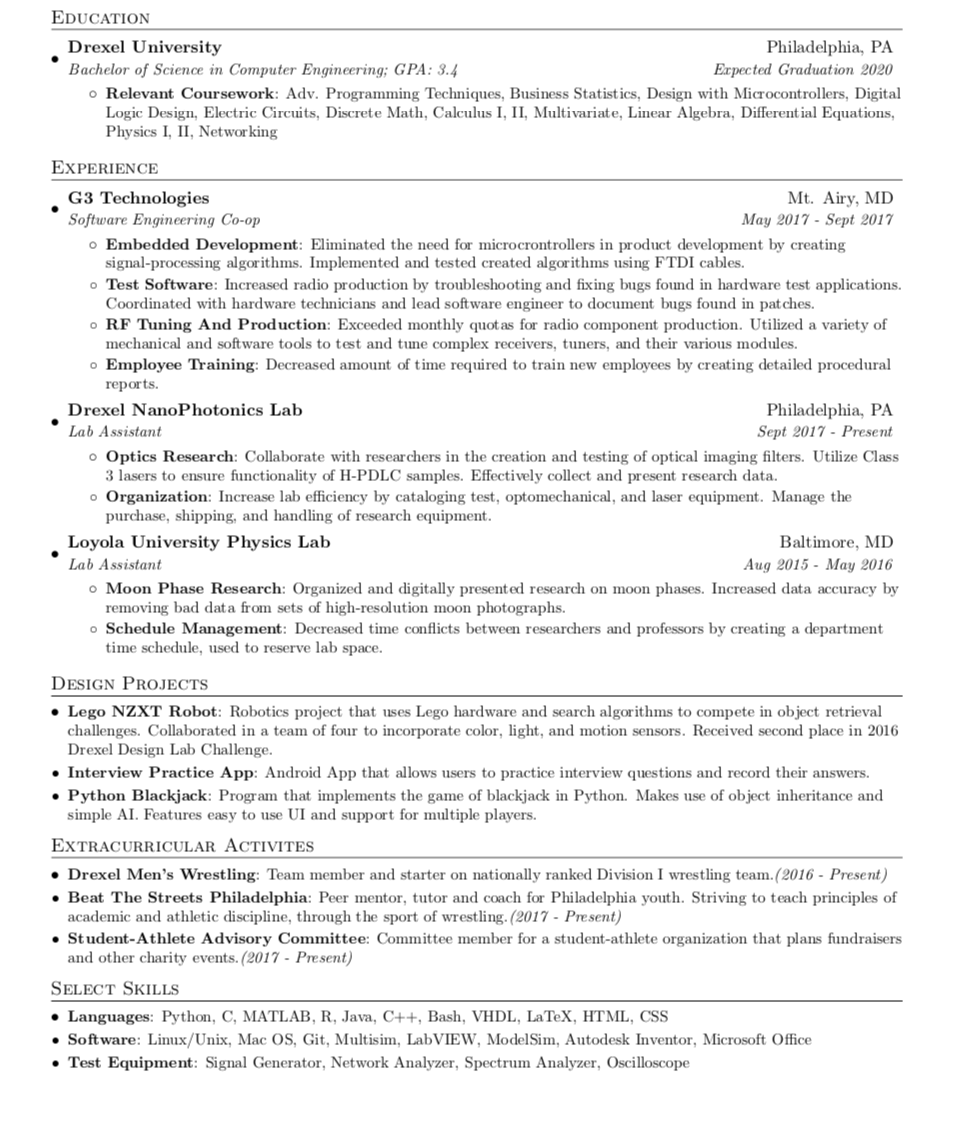 EDUCATION
• Drexel University Philadelphia, PA
Bachelor of Science in Computer Engineering; GPA: 3.4 Expected Graduation 2020
○ Relevant Coursework: Adv. Programming Techniques, Business Statistics, Design with Microcontrollers, Digital
Logic Design, Electric Circuits, Discrete Math, Calculus I, II, Multivariate, Linear Algebra, Differential Equations,
Physics I, II, Networking
EXPERIENCE
• G3 Technologies Mt. Airy, MD
Software Engineering Co-op May 2017 - Sept 2017
○ Embedded Development: Eliminated the need for microcrontrollers in product development by creating
signal-processing algorithms. Implemented and tested created algorithms using FTDI cables.
○ Test Software: Increased radio production by troubleshooting and fixing bugs found in hardware test applications.
Coordinated with hardware technicians and lead software engineer to document bugs found in patches.
○ RF Tuning And Production: Exceeded monthly quotas for radio component production. Utilized a variety of
mechanical and software tools to test and tune complex receivers, tuners, and their various modules.
○ Employee Training: Decreased amount of time required to train new employees by creating detailed procedural
reports.
• Drexel NanoPhotonics Lab Philadelphia, PA
Lab Assistant Sept 2017 - Present
○ Optics Research: Collaborate with researchers in the creation and testing of optical imaging filters. Utilize Class
3 lasers to ensure functionality of H-PDLC samples. Effectively collect and present research data.
○ Organization: Increase lab efficiency by cataloging test, optomechanical, and laser equipment. Manage the
purchase, shipping, and handling of research equipment.
• Loyola University Physics Lab Baltimore, MD
Lab Assistant Aug 2015 - May 2016
○ Moon Phase Research: Organized and digitally presented research on moon phases. Increased data accuracy by
removing bad data from sets of high-resolution moon photographs.
○ Schedule Management: Decreased time conflicts between researchers and professors by creating a department
time schedule, used to reserve lab space.
DESIGN PROJECTS
• Lego NZXT Robot: Robotics project that uses Lego hardware and search algorithms to compete in object retrieval
challenges. Collaborated in a team of four to incorporate color, light, and motion sensors. Received second place in 2016
Drexel Design Lab Challenge.
• Interview Practice App: Android App that allows users to practice interview questions and record their answers.
• Python Blackjack: Program that implements the game of blackjack in Python. Makes use of object inheritance and
simple AI. Features easy to use UI and support for multiple players.
EXTRACURRICULAR ACTIVITES
• Drexel Men's Wrestling: Team member and starter on nationally ranked Division I wrestling team.(2016 - Present)
• Beat The Streets Philadelphia: Peer mentor, tutor and coach for Philadelphia youth. Striving to teach principles of
academic and athletic discipline, through the sport of wrestling.(2017 - Present)
• Student-Athlete Advisory Committee: Committee member for a student-athlete organization that plans fundraisers
and other charity events.(2017 - Present)
SELECT SKILLS
• Languages: Python, C, MATLAB, R, Java, C++, Bash, VHDL, LaTeX, HTML, CSS
• Software: Linux/Unix, Mac OS, Git, Multisim, LabVIEW, ModelSim, Autodesk Inventor, Microsoft Office
• Test Equipment: Signal Generator, Network Analyzer, Spectrum Analyzer, Oscilloscope